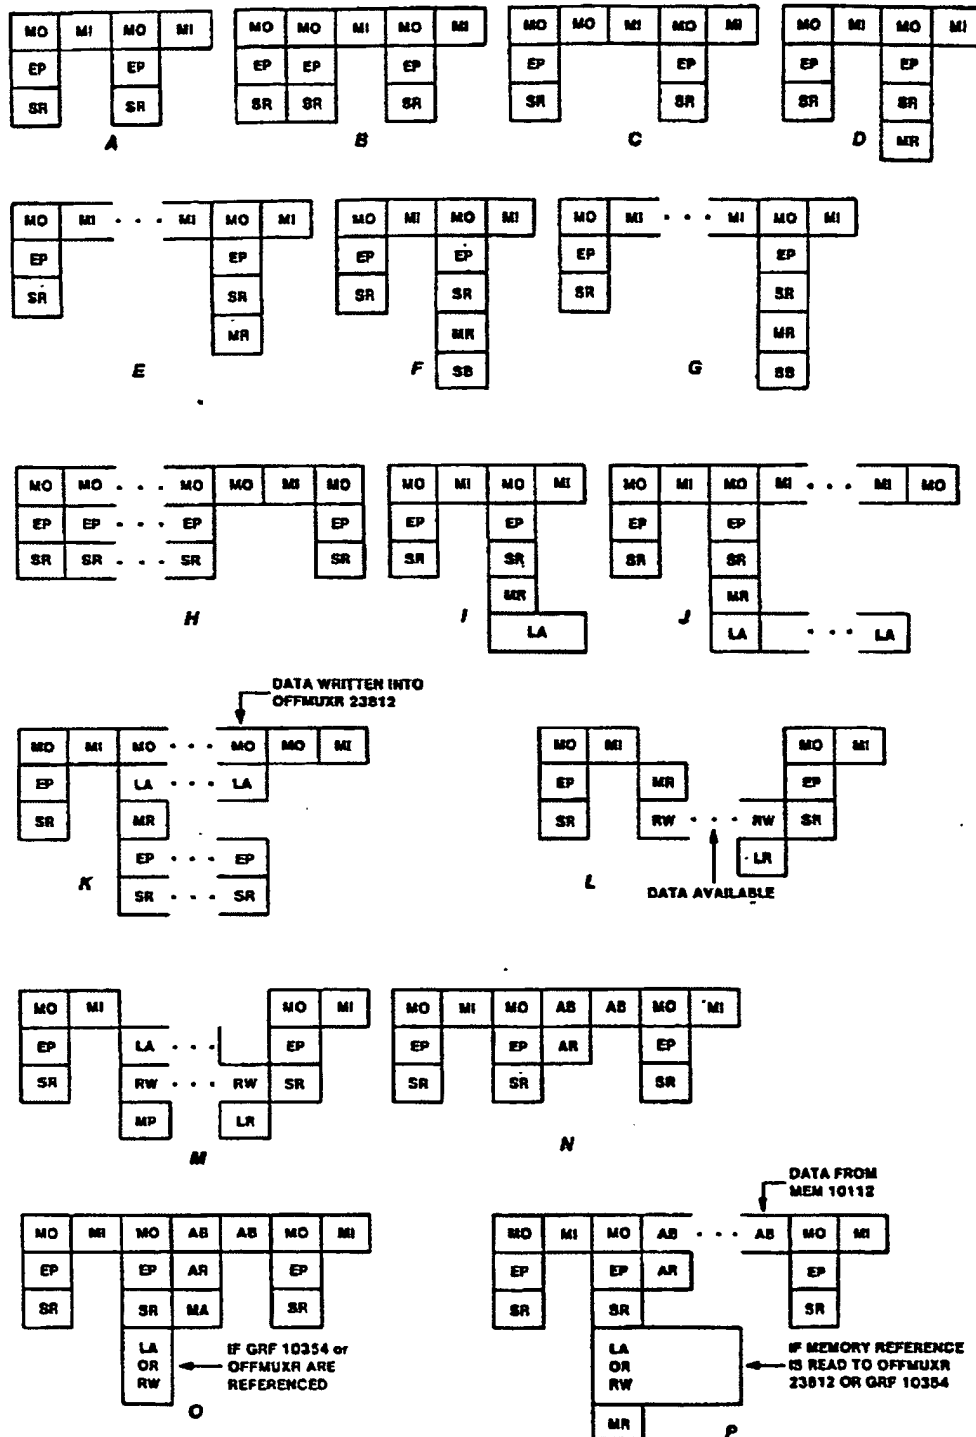 MO MI MO MI
EP EP
SR SR
A
MO MO MI MO MI
EP EP EP
SR SR SR
B
MO MO MI MO MI
EP EP
SR SR
C
MO MI MO MI
EP EP
SR SR
MR
D
MO MI . . . MI MO MI
EP EP
SR SR
MR
E
MO MI MO MI
EP EP
SR SR
MR
SB
F
MO MI . . . MI MO MI
EP EP
SR SR
MR
SB
G
MO MO . . . MO MO MI MO
EP EP . . . EP EP
SR SR . . . SR SR
H
MO MI MO MI
EP EP
SR SR
MR
LA
I
MO MI MO MI . . . MI MO
EP EP
SR SR
MR
LA . . . LA
J
DATA WRITTEN INTO
OFFMUXR 23812
MO MI MO . . . MO MO MI
EP LA . . . LA
SR MR
EP . . . EP
SR . . . SR
K
MO MI MO MI
EP MR EP
SR RW . . . RW SR
LR
DATA AVAILABLE
L
MO MI MO MI
EP LA . . . EP
SR RW . . . RW SR
MP LR
M
MO MI MO AB AB MO MI
EP EP AR EP
SR SR SR
N
MO MI MO AB AB MO MI
EP EP AR EP
SR SR MA SR
LA
OR
RW
IF GRF 10354 or
OFFMUXR ARE
REFERENCED
O
DATA FROM
MEM 10112
MO MI MO AB . . . AB MO MI
EP EP AR EP
SR SR SR
LA
OR
RW
MR
IF MEMORY REFERENCE
IS READ TO OFFMUXR
23812 OR GRF 10354
P